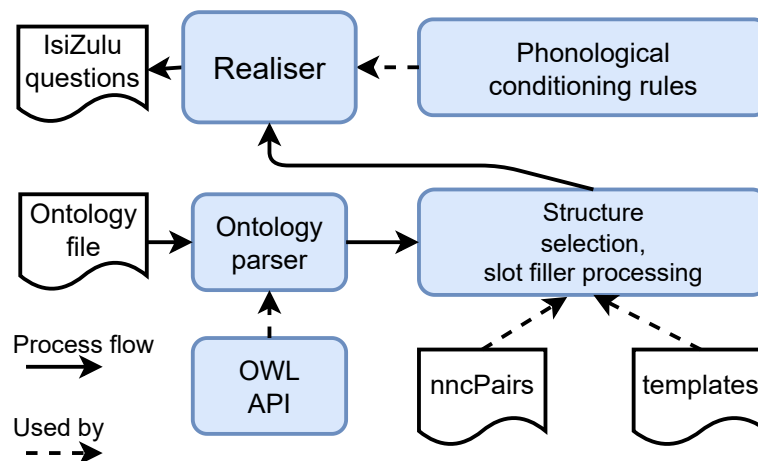 IsiZulu
questions
Realiser
Phonological
conditioning rules
Ontology
file
Ontology
parser
Structure
selection,
slot filler processing
Process flow
OWL
API
nncPairs
templates
Used by